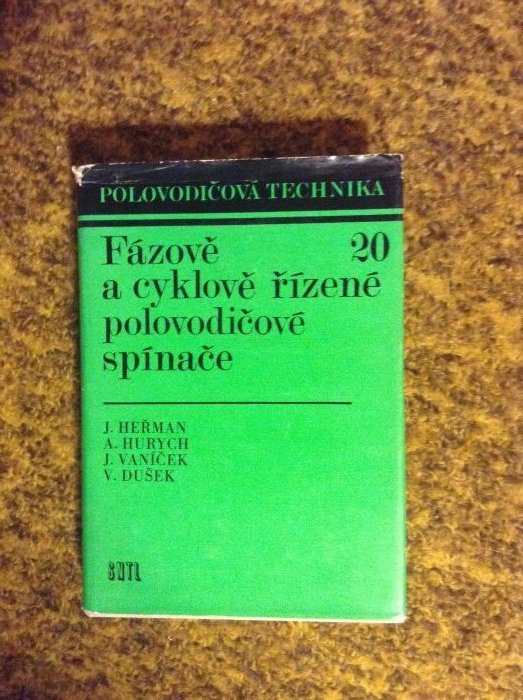 POLOVODIČOVÁ TECHNIKA
Fázově 20
a cyklově řízené
polovodičové
spínače
J. HEŘMAN
A. HURYCH
J. VANÍČEK
V. DUŠEK
SNTL